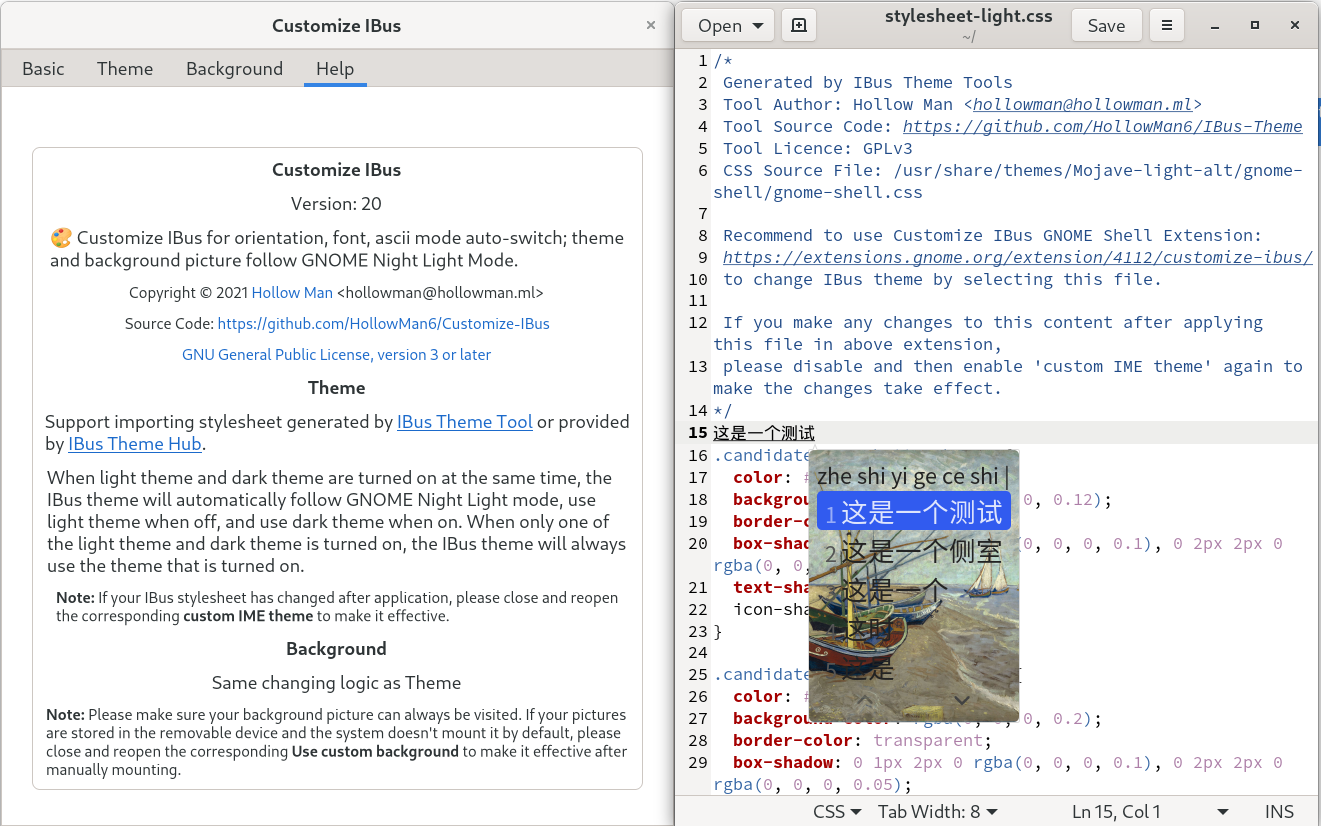 Customize IBus
Basic Theme Background Help
Customize IBus
Version: 20
🎨 Customize IBus for orientation, font, ascii mode auto-switch; theme
and background picture follow GNOME Night Light Mode.
Copyright © 2021 Hollow Man <hollowman@hollowman.ml>
Source Code: https://github.com/HollowMan6/Customize-IBus
GNU General Public License, version 3 or later
Theme
Support importing stylesheet generated by IBus Theme Tool or provided
by IBus Theme Hub.
When light theme and dark theme are turned on at the same time, the
IBus theme will automatically follow GNOME Night Light mode, use
light theme when off, and use dark theme when on. When only one of
the light theme and dark theme is turned on, the IBus theme will always
use the theme that is turned on.
Note: If your IBus stylesheet has changed after application, please close and reopen
the corresponding custom IME theme to make it effective.
Background
Same changing logic as Theme
Note: Please make sure your background picture can always be visited. If your pictures
are stored in the removable device and the system doesn't mount it by default, please
close and reopen the corresponding Use custom background to make it effective after
manually mounting.
Open stylesheet-light.css Save
~/
1 /*
2 Generated by IBus Theme Tools
3 Tool Author: Hollow Man <hollowman@hollowman.ml>
4 Tool Source Code: https://github.com/HollowMan6/IBus-Theme
5 Tool Licence: GPLv3
6 CSS Source File: /usr/share/themes/Mojave-light-alt/gnome-
shell/gnome-shell.css
7
8 Recommend to use Customize IBus GNOME Shell Extension:
9 https://extensions.gnome.org/extension/4112/customize-ibus/
10 to change IBus theme by selecting this file.
11
12 If you make any changes to this content after applying
this file in above extension,
13 please disable and then enable 'custom IME theme' again to
make the changes take effect.
14 */
15 这是一个测试
16 .candidate
17 color: #
18 backgrou 0, 0.12);
19 border-c
20 box-shad (0, 0, 0, 0.1), 0 2px 2px 0
rgba(0, 0,
21 text-sha
22 icon-sha
23 }
24
25 .candidate
26 color: #
27 background-color: rgba(0, 0, 0, 0.2);
28 border-color: transparent;
29 box-shadow: 0 1px 2px 0 rgba(0, 0, 0, 0.1), 0 2px 2px 0
rgba(0, 0, 0, 0.05);
zhe shi yi ge ce shi |
1 这是一个测试
2 这是一个侧室
3 这是一个
4 这时
5 这是
CSS Tab Width: 8 Ln 15, Col 1 INS